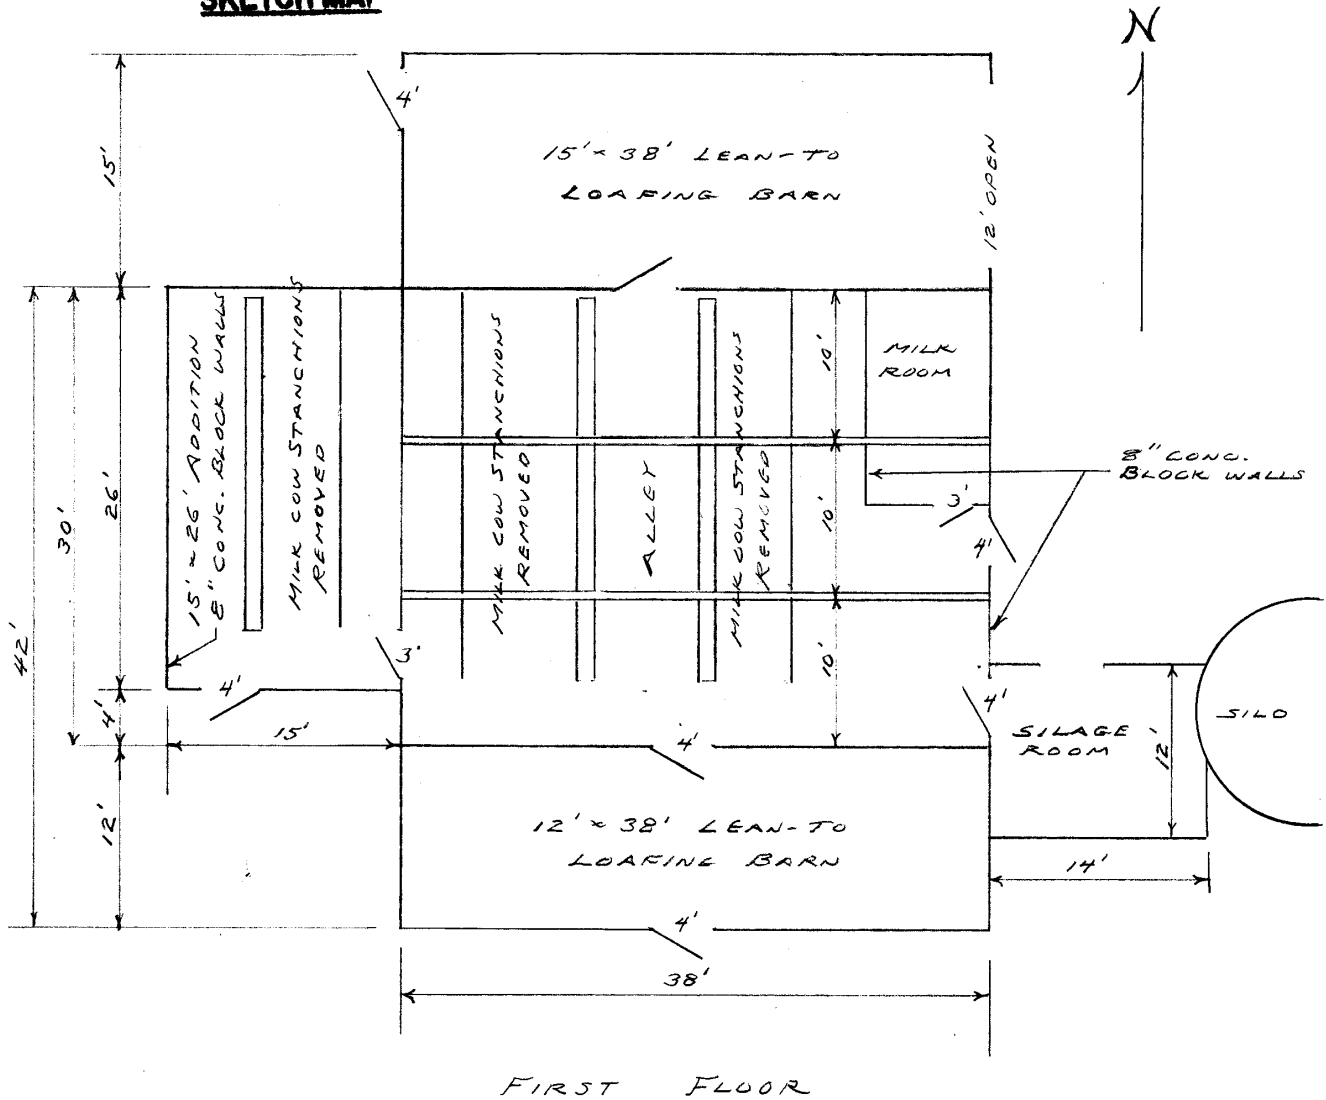 SKETCH MAP
N
4'
15'
15' × 38' LEAN-TO
LOAFING BARN
12' OPEN
15' × 26' ADDITION
8" CONC. BLOCK WALLS
MILK COW STANCHIONS
REMOVED
MILK COW STANCHIONS
REMOVED
ALLEY
MILK COW STANCHIONS
REMOVED
10'
MILK
ROOM
10'
10'
8" CONC.
BLOCK WALLS
3'
4'
26'
30'
42'
3'
4'
4'
15'
4'
4'
SILAGE
ROOM
12'
SILO
12'
12' × 38' LEAN-TO
LOAFING BARN
14'
4'
38'
FIRST FLOOR